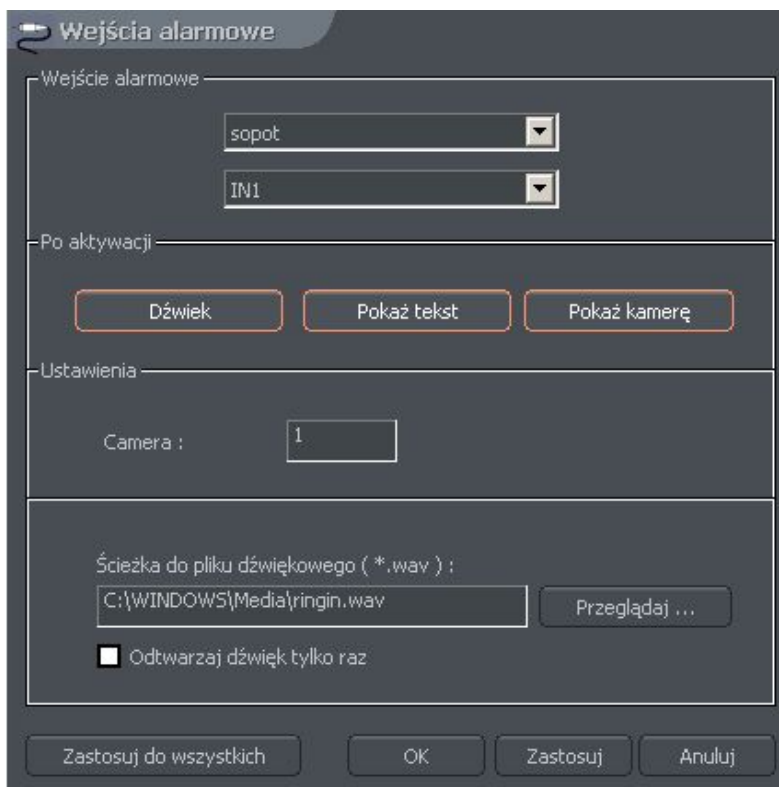 Wejścia alarmowe
Wejście alarmowe
sopot
IN1
Po aktywacji
Dźwiek
Pokaż tekst
Pokaż kamerę
Ustawienia
Camera :
1
Ścieżka do pliku dźwiękowego ( *.wav ) :
C:\WINDOWS\Media\ringin.wav
Przeglądaj ...
Odtwarzaj dźwięk tylko raz
Zastosuj do wszystkich
OK
Zastosuj
Anuluj